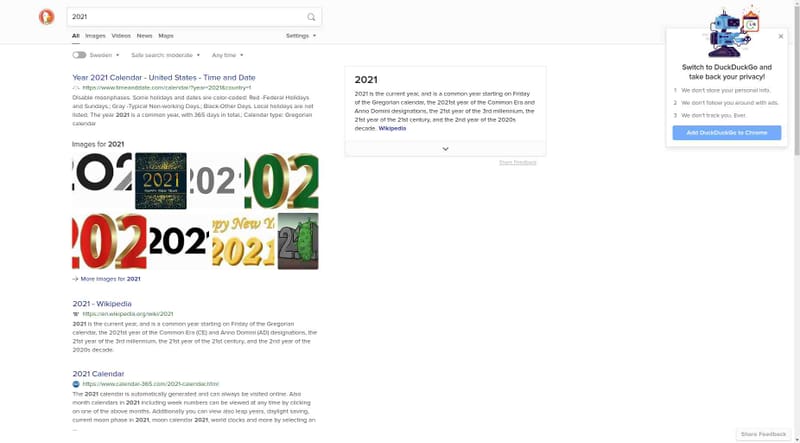 2021
All Images Videos News Maps Settings
Sweden Safe search: moderate Any time
Year 2021 Calendar - United States - Time and Date
https://www.timeanddate.com/calendar/?year=2021&country=1
Disable moonphases. Some holidays and dates are color-coded: Red -Federal Holidays
and Sundays.; Gray -Typical Non-working Days.; Black-Other Days. Local holidays are not
listed. The year 2021 is a common year, with 365 days in total.; Calendar type: Gregorian
calendar
Images for 2021
202
2021
HAPPY NEW YEAR
202
202
202
202
ppy New Y
2021
More Images for 2021
2021 - Wikipedia
https://en.wikipedia.org/wiki/2021
2021 is the current year, and is a common year starting on Friday of the Gregorian
calendar, the 2021st year of the Common Era (CE) and Anno Domini (AD) designations, the
21st year of the 3rd millennium, the 21st year of the 21st century, and the 2nd year of the
2020s decade.
2021 Calendar
https://www.calendar-365.com/2021-calendar.html
The 2021 calendar is automatically generated and can always be visited online. Also
month calendars in 2021 including week numbers can be viewed at any time by clicking
on one of the above months. Additionally you can view also leap years, daylight saving,
current moon phase in 2021, moon calendar 2021, world clocks and more by selecting an
...
2021
2021 is the current year, and is a common year starting on Friday
of the Gregorian calendar, the 2021st year of the Common Era and
Anno Domini designations, the 21st year of the 3rd millennium,
the 21st year of the 21st century, and the 2nd year of the 2020s
decade. Wikipedia
Share Feedback
Switch to DuckDuckGo and
take back your privacy!
1 We don't store your personal info.
2 We don't follow you around with ads.
3 We don't track you. Ever.
Add DuckDuckGo to Chrome
Share Feedback